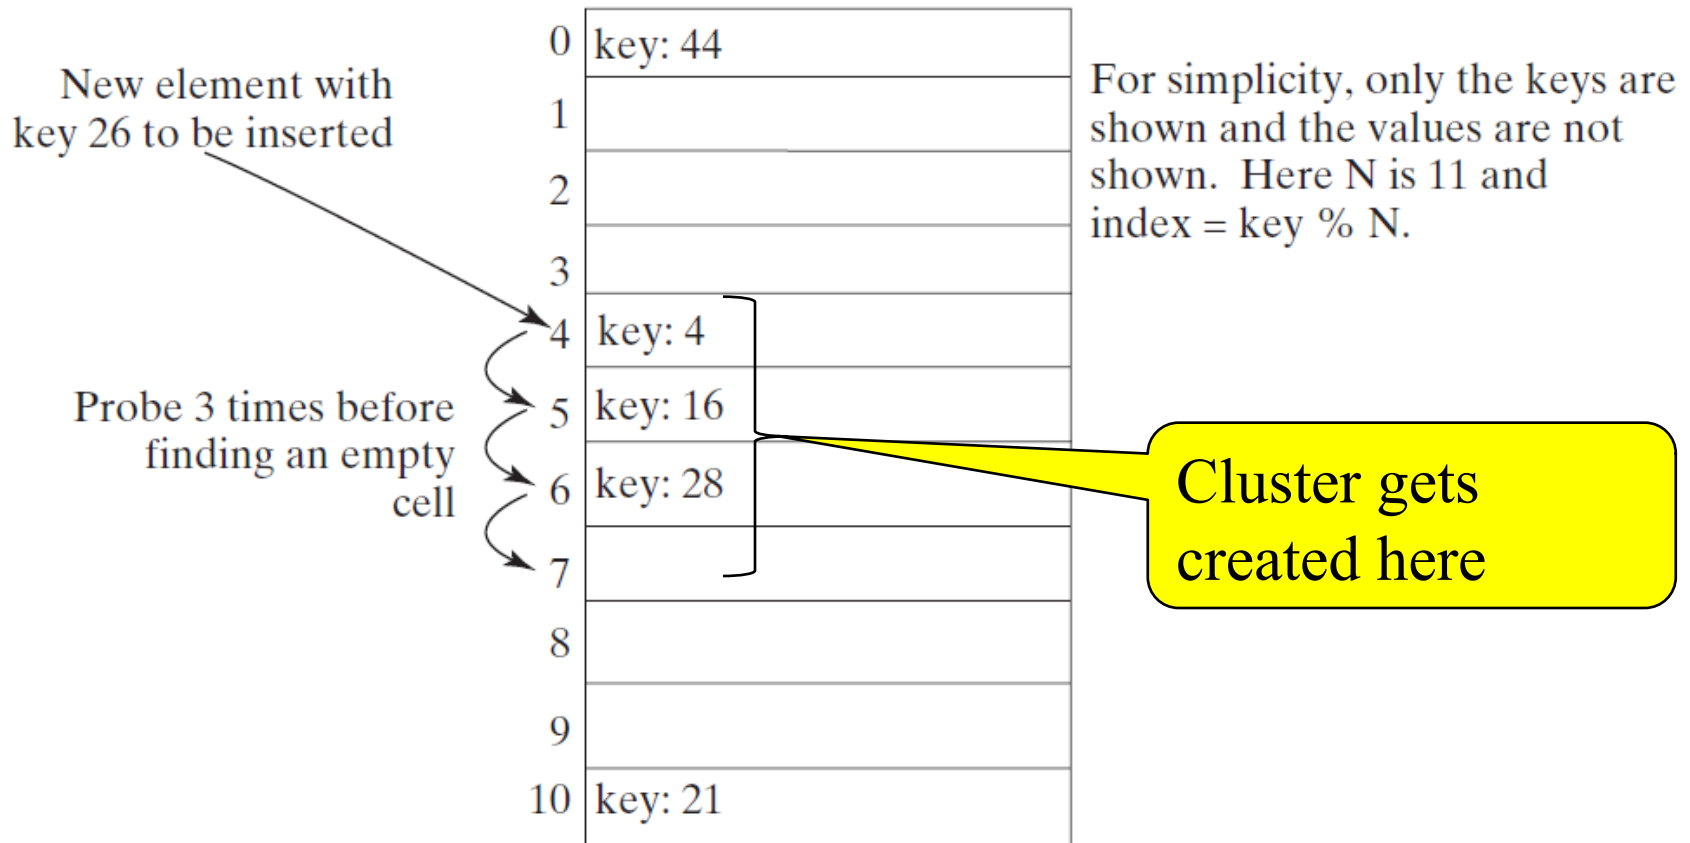 New element with
key 26 to be inserted
Probe 3 times before
finding an empty
cell
0 key: 44
1
2
3
4 key: 4
5 key: 16
6 key: 28
7
8
9
10 key: 21
For simplicity, only the keys are
shown and the values are not
shown. Here N is 11 and
index = key % N.
Cluster gets
created here